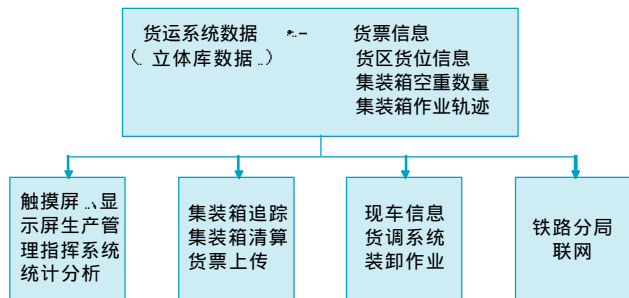 货运系统数据 货票信息
（立体库数据） 货区货位信息
集装箱空重数量
集装箱作业轨迹
触摸屏、显
示屏生产管
理指挥系统
统计分析
集装箱追踪
集装箱清算
货票上传
现车信息
货调系统
装卸作业
铁路分局
联网